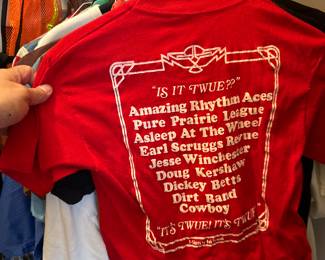 "IS IT TWUE??"
Amazing Rhythm Aces
Pure Prairie League
Asleep At The Wheel
Earl Scruggs Revue
Jesse Winchester
Doug Kershaw
Dickey Betts
Dirt Band
Cowboy
"IT'S TWUE! IT'S TWUE